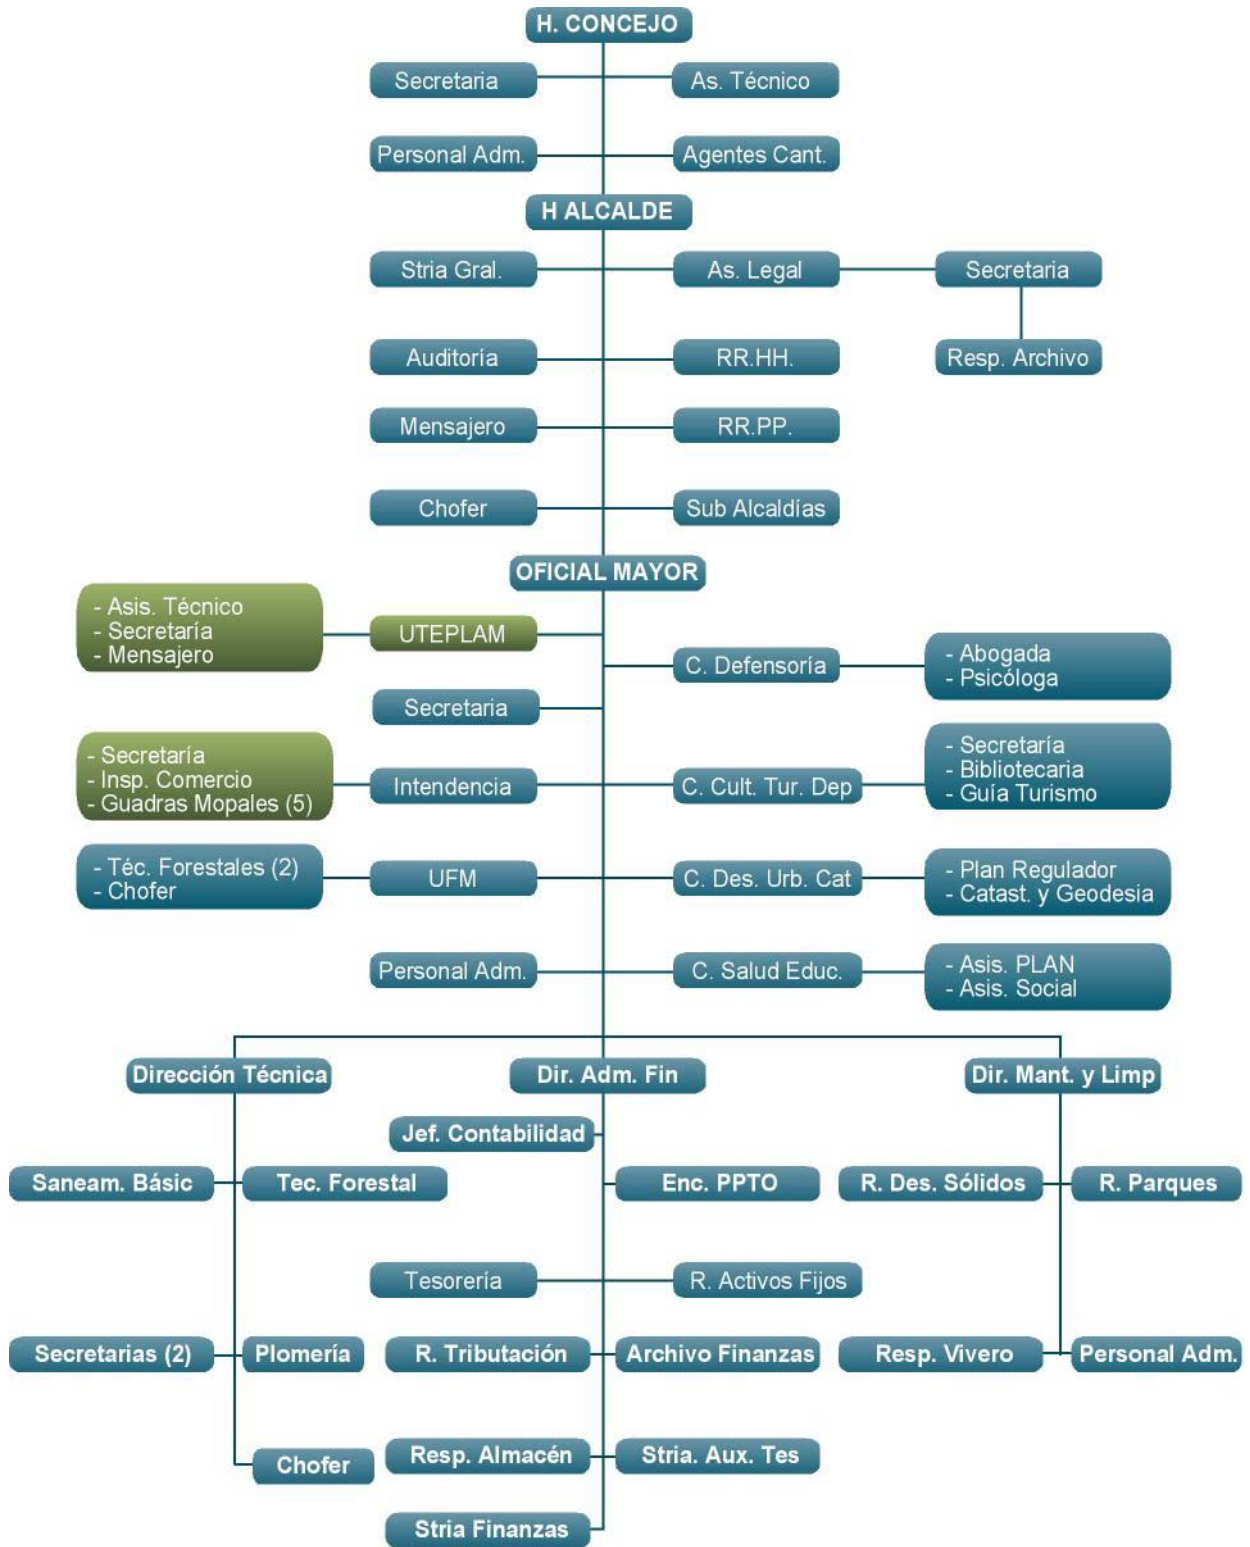 H. CONCEJO
Secretaria
As. Técnico
Personal Adm.
Agentes Cant.
H ALCALDE
Stria Gral.
As. Legal
Secretaria
Auditoría
RR.HH.
Resp. Archivo
Mensajero
RR.PP.
Chofer
Sub Alcaldías
OFICIAL MAYOR
- Asis. Técnico
- Secretaría
- Mensajero
UTEPLAM
C. Defensoría
- Abogada
- Psicóloga
Secretaria
- Secretaría
- Insp. Comercio
- Guadras Mopales (5)
Intendencia
C. Cult. Tur. Dep
- Secretaría
- Bibliotecaria
- Guía Turismo
- Téc. Forestales (2)
- Chofer
UFM
C. Des. Urb. Cat
- Plan Regulador
- Catast. y Geodesia
Personal Adm.
C. Salud Educ.
- Asis. PLAN
- Asis. Social
Dirección Técnica
Dir. Adm. Fin
Dir. Mant. y Limp
Jef. Contabilidad
Saneam. Básic
Tec. Forestal
Enc. PPTO
R. Des. Sólidos
R. Parques
Tesorería
R. Activos Fijos
Secretarias (2)
Plomería
R. Tributación
Archivo Finanzas
Resp. Vivero
Personal Adm.
Chofer
Resp. Almacén
Stria. Aux. Tes
Stria Finanzas